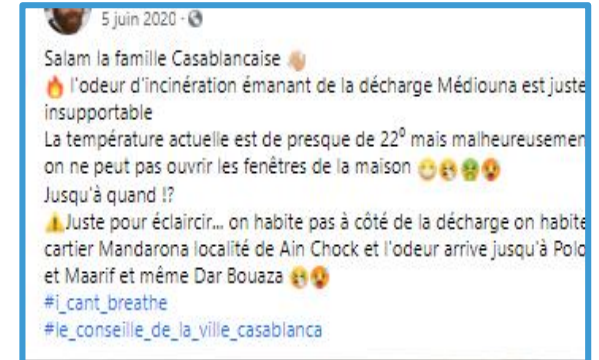 5 juin 2020 ·
Salam la famille Casablancaise 👋🏼
🔥 l'odeur d'incinération émanant de la décharge Médiouna est juste
insupportable
La température actuelle est de presque de 22⁰ mais malheureusemen
on ne peut pas ouvrir les fenêtres de la maison 😷🤧🤮🥵
Jusqu'à quand !?
⚠️Juste pour éclaircir... on habite pas à côté de la décharge on habite
cartier Mandarona localité de Ain Chock et l'odeur arrive jusqu'à Polo
et Maarif et même Dar Bouaza 🤧🥵
#i_cant_breathe
#le_conseille_de_la_ville_casablanca